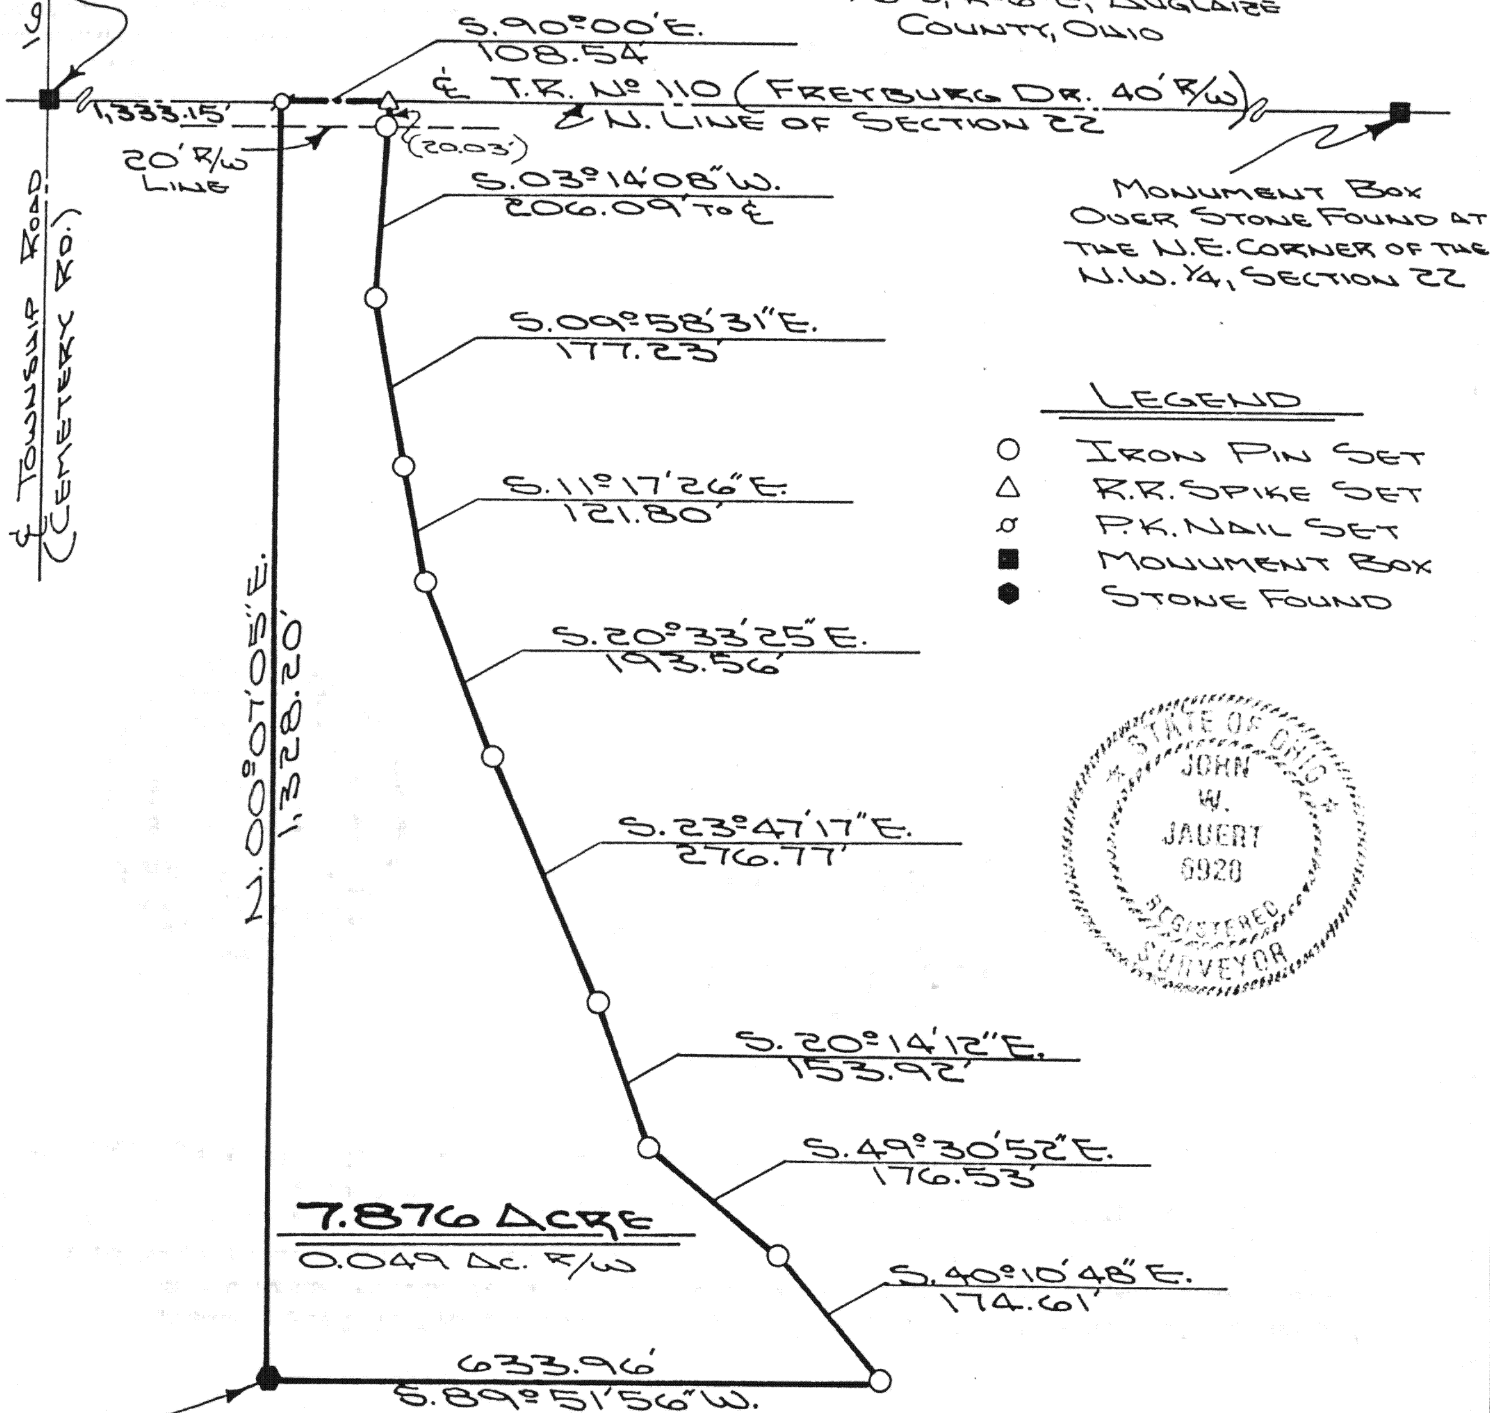 COUNTY, OHIO
S.90°00'E.
108.54'
℄ T.R. Nº 110 (FREYBURG DR. 40' R/W)
1,333.15'
N. LINE OF SECTION 22
20' R/W
LINE
(20.03')
S.03°14'08"W.
206.09' TO ℄
MONUMENT BOX
OVER STONE FOUND AT
THE N.E. CORNER OF THE
N.W. ¼, SECTION 22
℄ TOWNSHIP ROAD
(CEMETERY RD.)
16
S.09°58'31"E.
177.23'
LEGEND
IRON PIN SET
R.R. SPIKE SET
P.K. NAIL SET
MONUMENT BOX
STONE FOUND
S.11°17'26"E.
121.80'
N.00°07'05"E.
1,328.20'
S.20°33'25"E.
193.56'
STATE OF OHIO
JOHN
W.
JAUERT
6920
REGISTERED
SURVEYOR
S.23°47'17"E.
276.77'
S.20°14'12"E.
153.92'
S.49°30'52"E.
176.53'
7.876 ACRE
0.049 AC. R/W
S.40°10'48"E.
174.61'
633.96'
S.89°51'56"W.